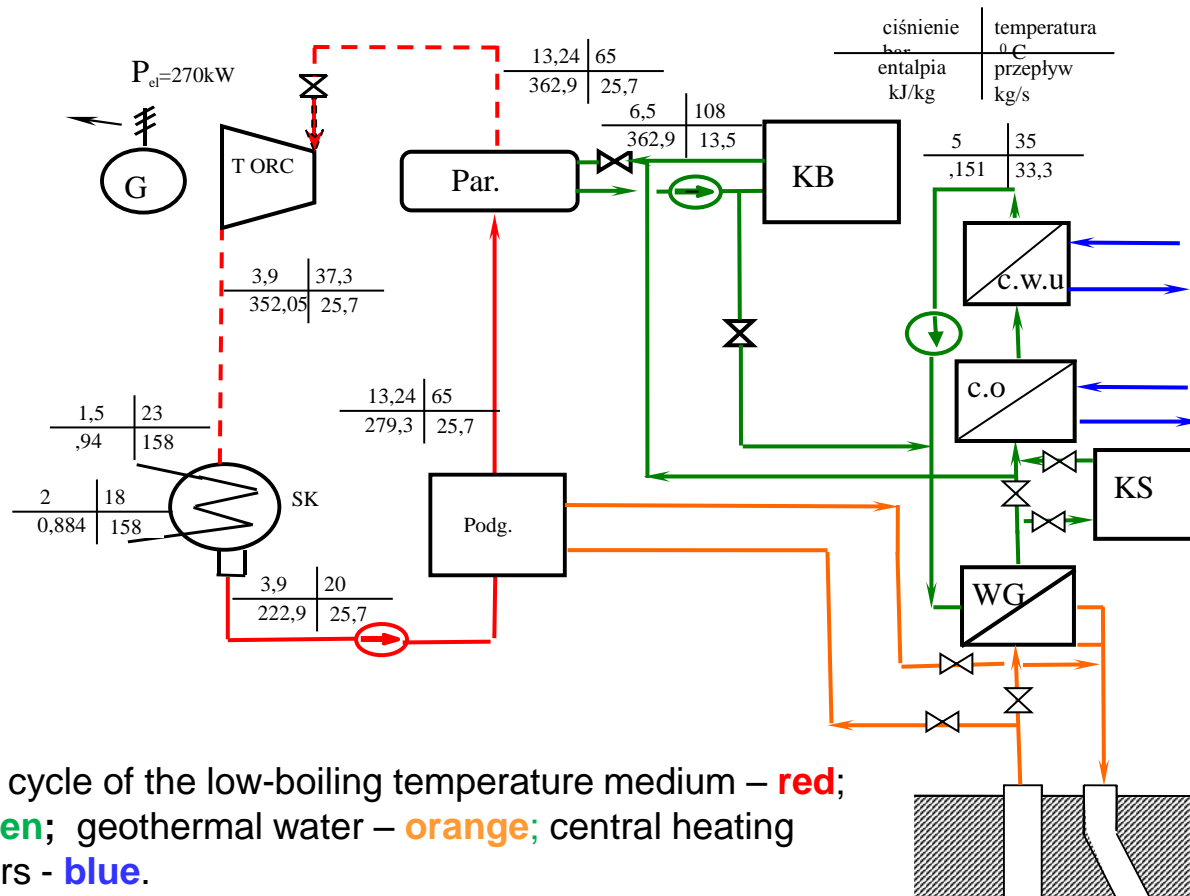 ciśnienie temperatura
bar ⁰ C
entalpia przepływ
kJ/kg kg/s
P el=270kW
13,24 65
362,9 25,7
6,5 108
362,9 13,5
5 35
,151 33,3
G
T ORC
Par.
KB
c.w.u
3,9 37,3
352,05 25,7
c.o
13,24 65
279,3 25,7
1,5 23
,94 158
KS
2 18
0,884 158
SK
Podg.
3,9 20
222,9 25,7
WG
cycle of the low-boiling temperature medium – red;
en; geothermal water – orange; central heating
rs - blue.